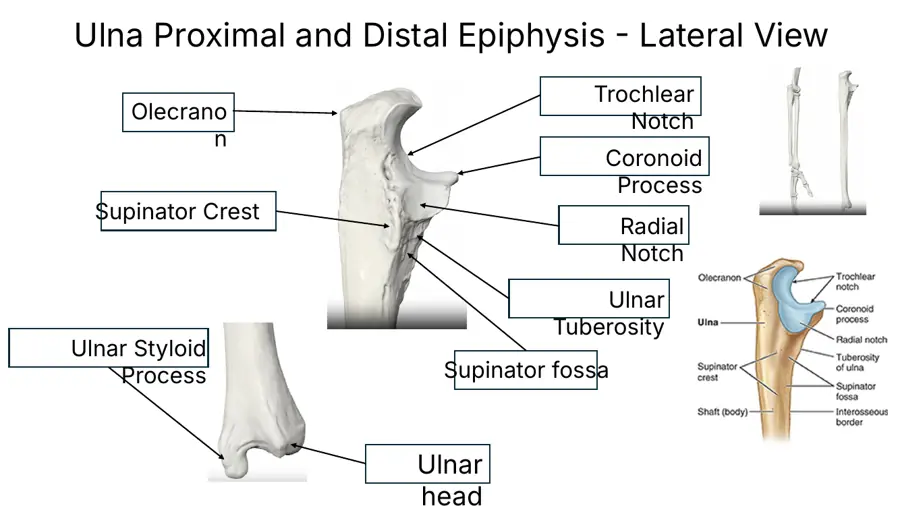 Ulna Proximal and Distal Epiphysis - Lateral View
Olecrano
n
Trochlear
Notch
Coronoid
Process
Supinator Crest
Radial
Notch
Ulnar
Tuberosity
Ulnar Styloid
Process
Supinator fossa
Ulnar
head
Olecranon
Ulna
Supinator
crest
Shaft (body)
Trochlear
notch
Coronoid
process
Radial notch
Tuberosity
of ulna
Supinator
fossa
Interosseous
border